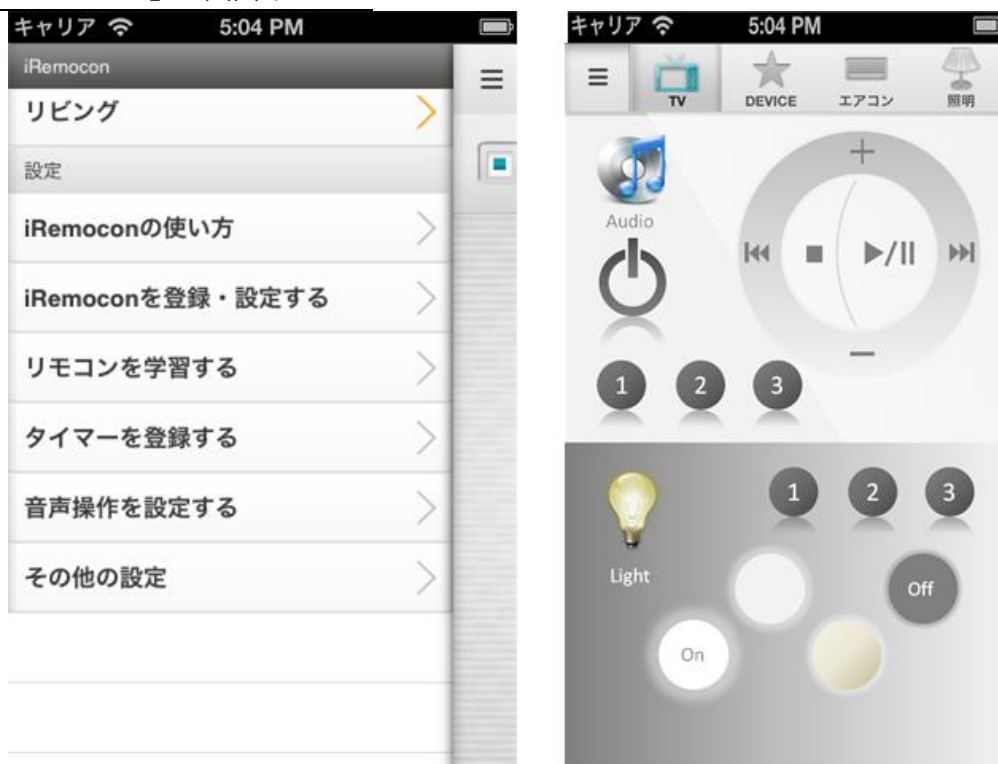 キャリア 5:04 PM
iRemocon
リビング
設定
iRemoconの使い方
iRemoconを登録・設定する
リモコンを学習する
タイマーを登録する
音声操作を設定する
その他の設定
キャリア 5:04 PM
TV DEVICE エアコン 照明
Audio
1 2 3
1 2 3
Light
Off
On